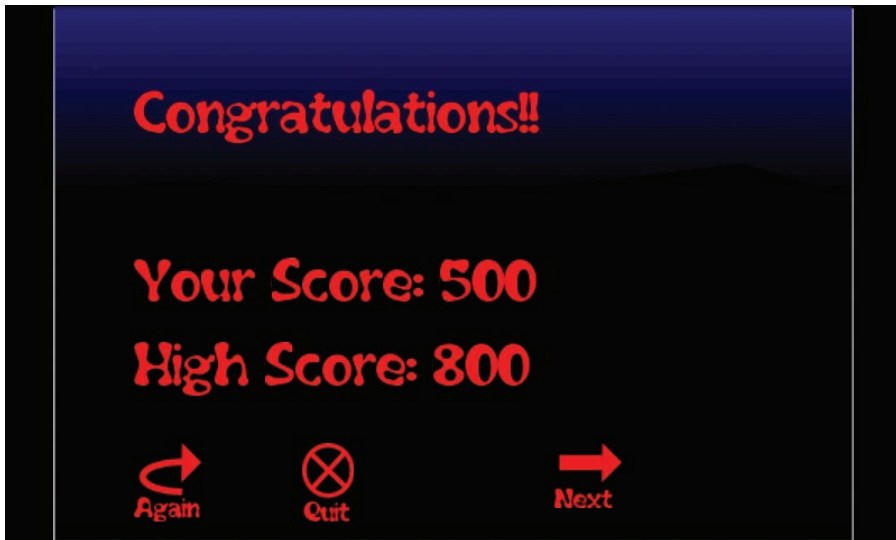 Congratulations!!
Your Score: 500
High Score: 800
Again Quit Next